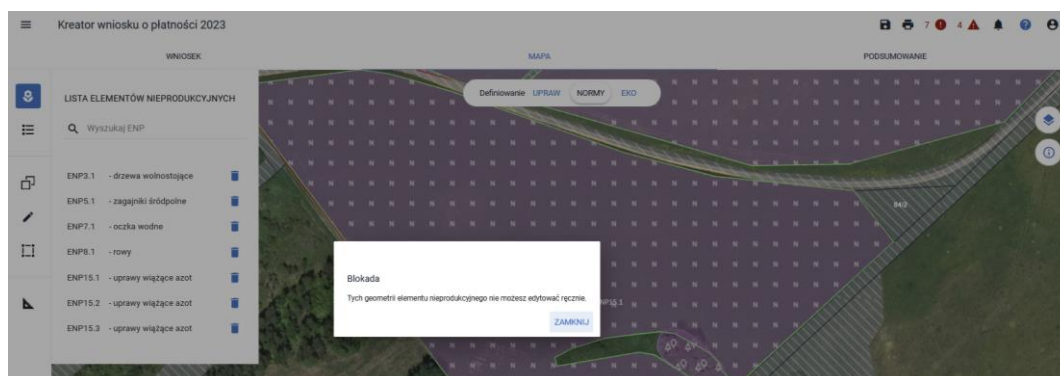 Kreator wniosku o płatności 2023
7
4
WNIOSEK
MAPA
PODSUMOWANIE
LISTA ELEMENTÓW NIEPRODUKCYJNYCH
Definiowanie UPRAW NORMY EKO
Wyszukaj ENP
ENP3.1 - drzewa wolnostojące
ENP5.1 - zagajniki śródpolne
84/2
ENP7.1 - oczka wodne
ENP8.1 - rowy
Blokada
ENP15.1 - uprawy wiążące azot
Tych geometrii elementu nieprodukcyjnego nie możesz edytować ręcznie.
ENP15.2 - uprawy wiążące azot
ZAMKNIJ
ENP15.3 - uprawy wiążące azot